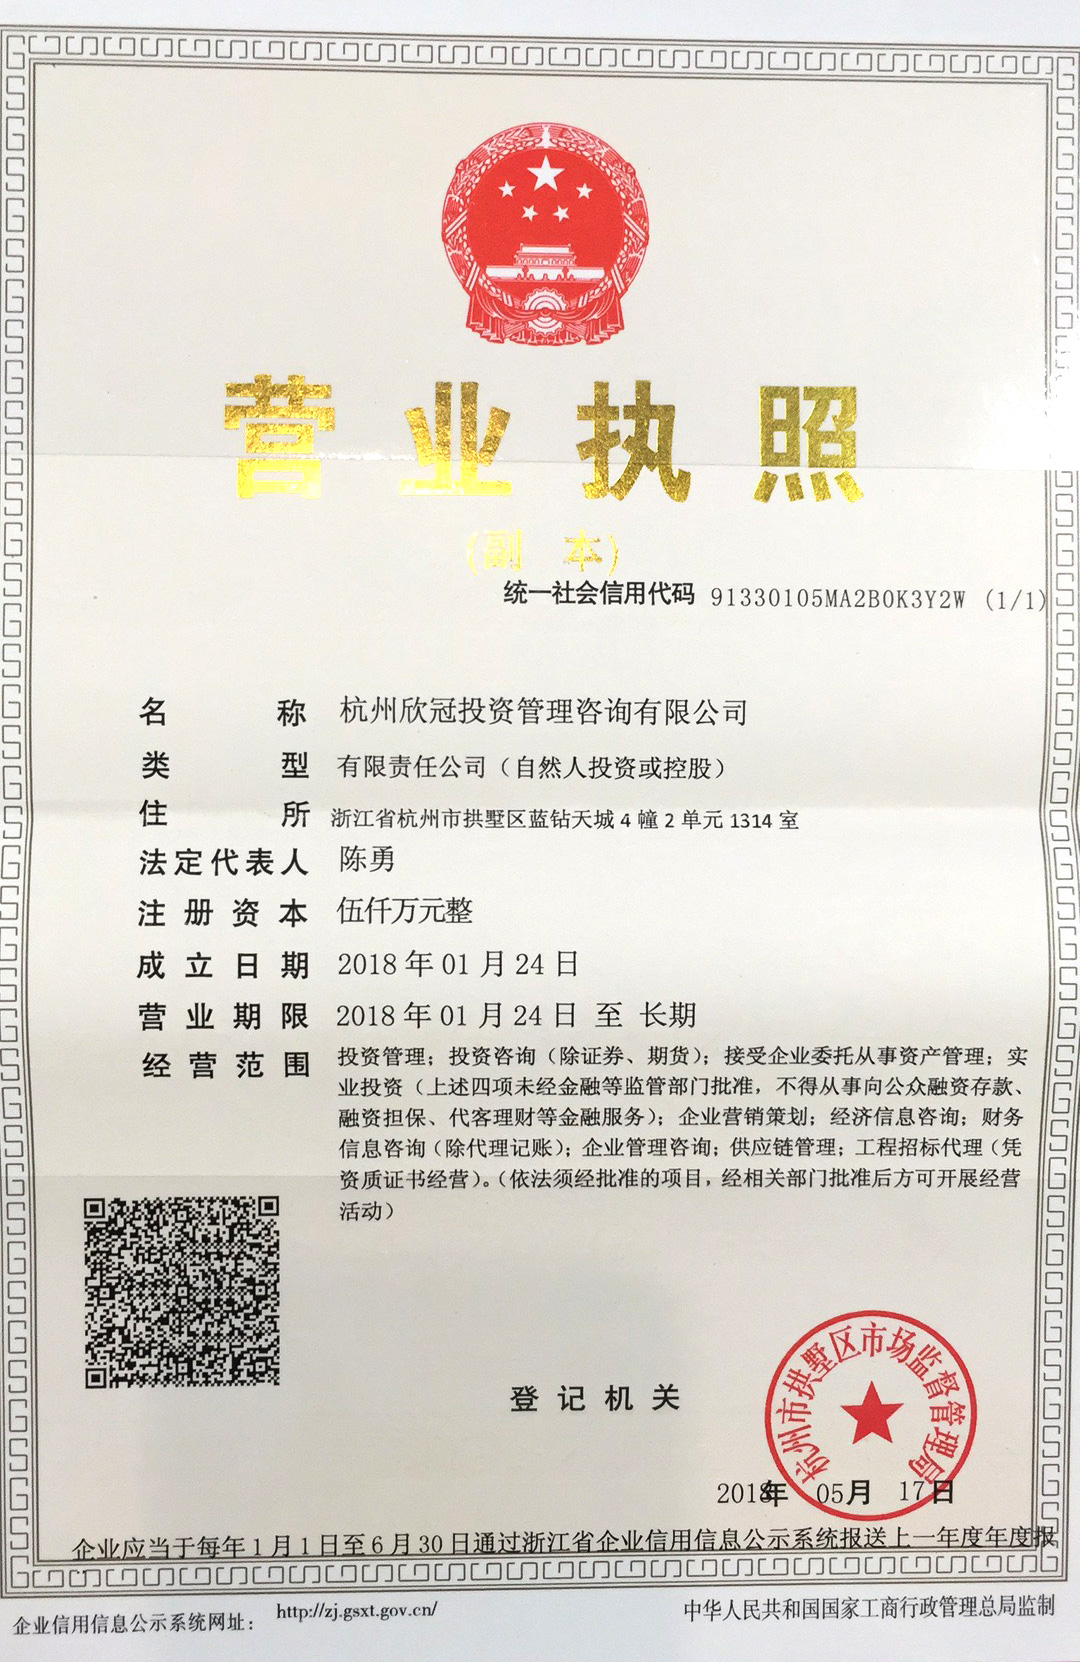 营业执照
(副 本)
统一社会信用代码 91330105MA2B0K3Y2W (1/1)
名称 杭州欣冠投资管理咨询有限公司
类型 有限责任公司（自然人投资或控股）
住所 浙江省杭州市拱墅区蓝钻天城4幢2单元1314室
法定代表人 陈勇
注册资本 伍仟万元整
成立日期 2018年01月24日
营业期限 2018年01月24日 至 长期
经营范围 投资管理；投资咨询（除证券、期货）；接受企业委托从事资产管理；实
业投资（上述四项未经金融等监管部门批准，不得从事向公众融资存款、
融资担保、代客理财等金融服务）；企业营销策划；经济信息咨询；财务
信息咨询（除代理记账）；企业管理咨询；供应链管理；工程招标代理（凭
资质证书经营）。（依法须经批准的项目，经相关部门批准后方可开展经营
活动）
登记机关
杭州市拱墅区市场监督管理局
2018年 05月 17日
企业应当于每年1月1日至6月30日通过浙江省企业信用信息公示系统报送上一年度年度报
企业信用信息公示系统网址： http://zj.gsxt.gov.cn/
中华人民共和国国家工商行政管理总局监制